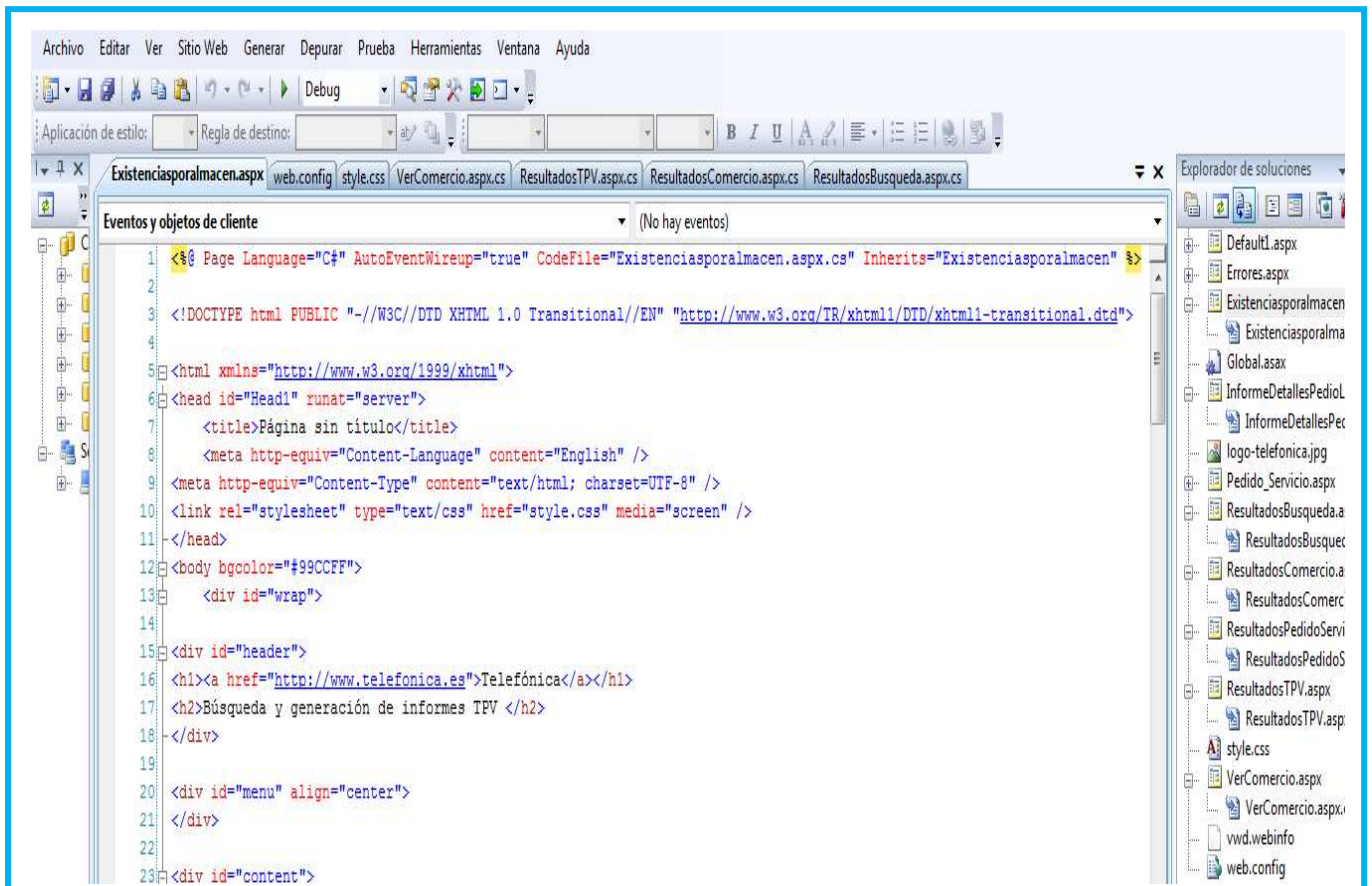 Archivo Editar Ver Sitio Web Generar Depurar Prueba Herramientas Ventana Ayuda
Debug
Aplicación de estilo: Regla de destino:
B I U A
Existenciasporalmacen.aspx web.config style.css VerComercio.aspx.cs ResultadosTPV.aspx.cs ResultadosComercio.aspx.cs ResultadosBusqueda.aspx.cs
Eventos y objetos de cliente (No hay eventos)
1 <%@ Page Language="C#" AutoEventWireup="true" CodeFile="Existenciasporalmacen.aspx.cs" Inherits="Existenciasporalmacen" %>
2
3 <!DOCTYPE html PUBLIC "-//W3C//DTD XHTML 1.0 Transitional//EN" "http://www.w3.org/TR/xhtml1/DTD/xhtml1-transitional.dtd">
4
5 <html xmlns="http://www.w3.org/1999/xhtml">
6 <head id="Head1" runat="server">
7 <title>Página sin título</title>
8 <meta http-equiv="Content-Language" content="English" />
9 <meta http-equiv="Content-Type" content="text/html; charset=UTF-8" />
10 <link rel="stylesheet" type="text/css" href="style.css" media="screen" />
11 </head>
12 <body bgcolor="#99CCFF">
13 <div id="wrap">
14
15 <div id="header">
16 <h1><a href="http://www.telefonica.es">Telefónica</a></h1>
17 <h2>Búsqueda y generación de informes TPV </h2>
18 </div>
19
20 <div id="menu" align="center">
21 </div>
22
23 <div id="content">
Explorador de soluciones
Default1.aspx
Errores.aspx
Existenciasporalmacen
Existenciasporalma
Global.asax
InformeDetallesPedioL
InformeDetallesPed
logo-telefonica.jpg
Pedido_Servicio.aspx
ResultadosBusqueda.a
ResultadosBusqued
ResultadosComercio.a
ResultadosComerc
ResultadosPedidoServi
ResultadosPedidoS
ResultadosTPV.aspx
ResultadosTPV.asp
style.css
VerComercio.aspx
VerComercio.aspx.
vwd.webinfo
web.config